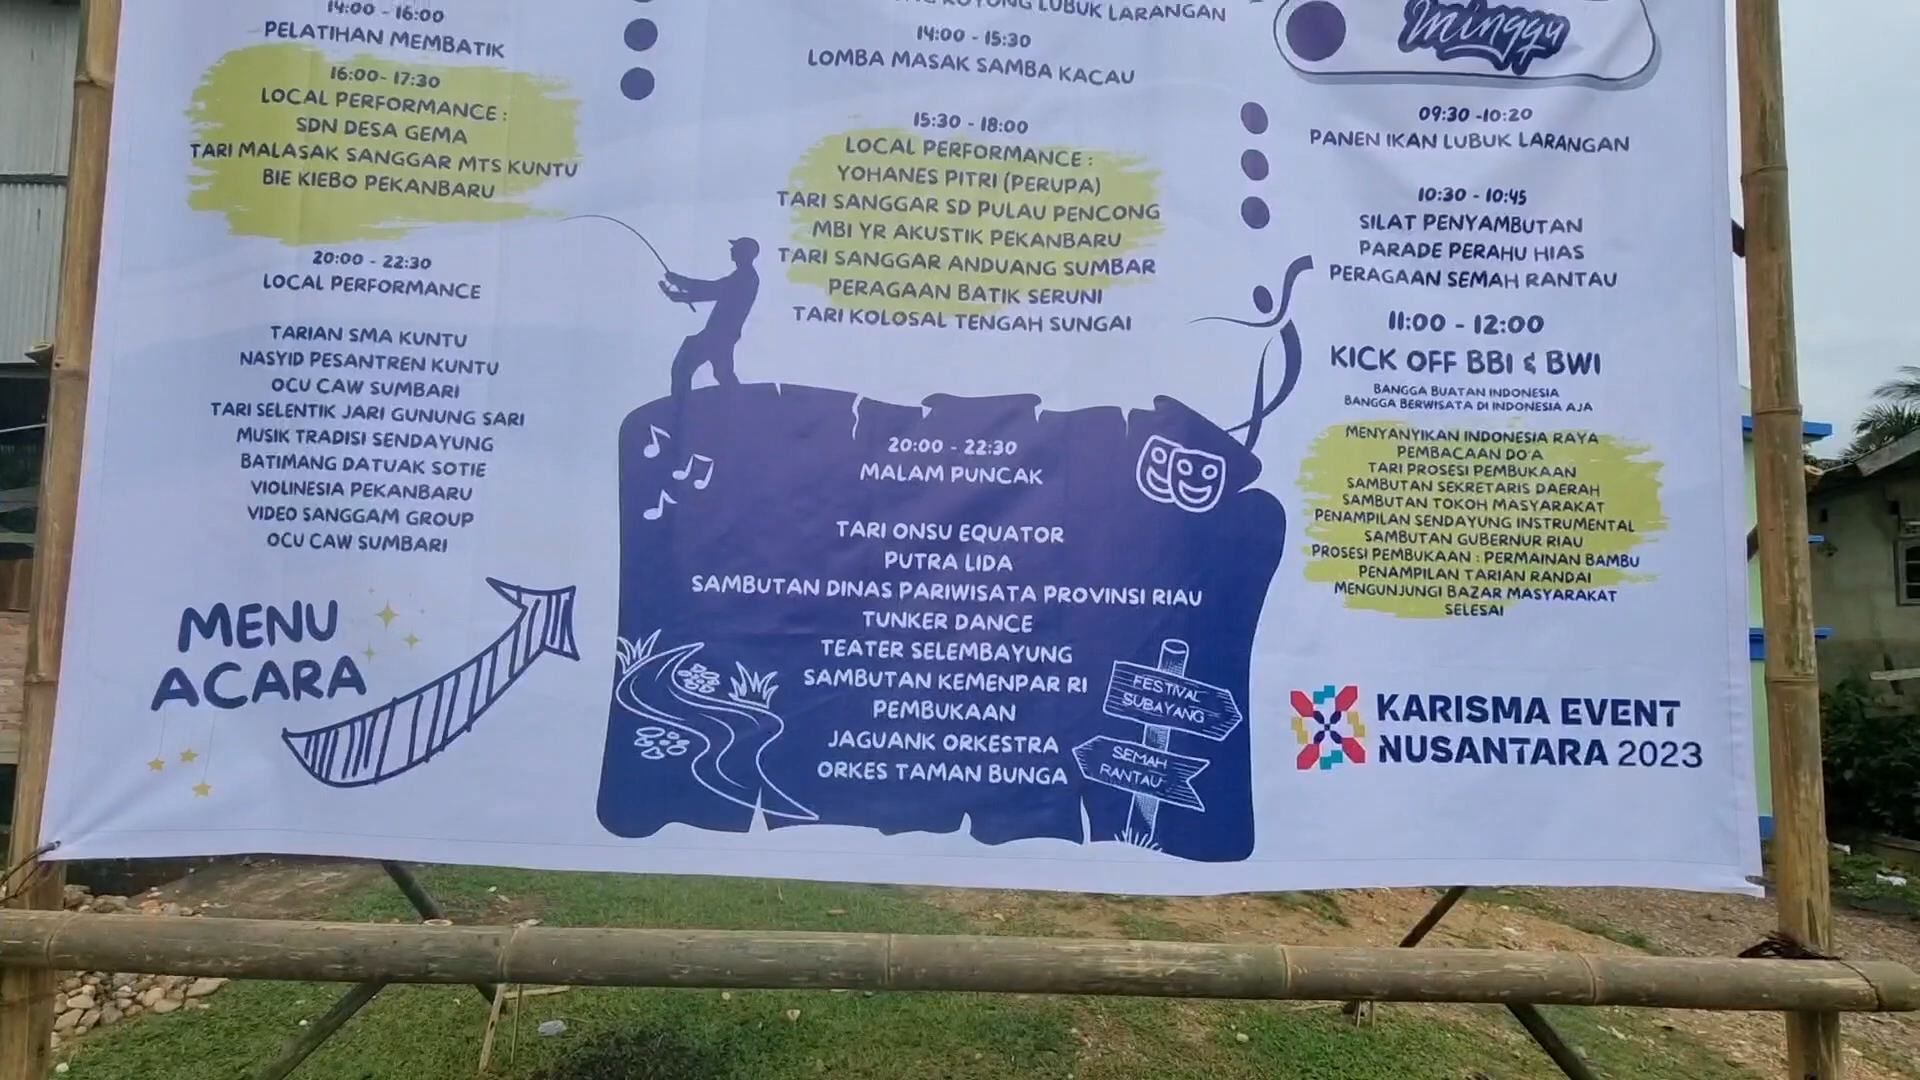 14:00 - 16:00
PELATIHAN MEMBATIK
16:00- 17:30
LOCAL PERFORMANCE :
SDN DESA GEMA
TARI MALASAK SANGGAR MTS KUNTU
BIE KIEBO PEKANBARU
20:00 - 22:30
LOCAL PERFORMANCE
TARIAN SMA KUNTU
NASYID PESANTREN KUNTU
OCU CAW SUMBARI
TARI SELENTIK JARI GUNUNG SARI
MUSIK TRADISI SENDAYUNG
BATIMANG DATUAK SOTIE
VIOLINESIA PEKANBARU
VIDEO SANGGAM GROUP
OCU CAW SUMBARI
MENU
ACARA
LUBUK LARANGAN
14:00 - 15:30
LOMBA MASAK SAMBA KACAU
15:30 - 18:00
LOCAL PERFORMANCE :
YOHANES PITRI (PERUPA)
TARI SANGGAR SD PULAU PENCONG
MBI YR AKUSTIK PEKANBARU
TARI SANGGAR ANDUANG SUMBAR
PERAGAAN BATIK SERUNI
TARI KOLOSAL TENGAH SUNGAI
20:00 - 22:30
MALAM PUNCAK
TARI ONSU EQUATOR
PUTRA LIDA
SAMBUTAN DINAS PARIWISATA PROVINSI RIAU
TUNKER DANCE
TEATER SELEMBAYUNG
SAMBUTAN KEMENPAR RI
PEMBUKAAN
JAGUANK ORKESTRA
ORKES TAMAN BUNGA
FESTIVAL
SUBAYANG
SEMAH
RANTAU
Minggu
09:30 -10:20
PANEN IKAN LUBUK LARANGAN
10:30 - 10:45
SILAT PENYAMBUTAN
PARADE PERAHU HIAS
PERAGAAN SEMAH RANTAU
11:00 - 12:00
KICK OFF BBI & BWI
BANGGA BUATAN INDONESIA
BANGGA BERWISATA DI INDONESIA AJA
MENYANYIKAN INDONESIA RAYA
PEMBACAAN DO'A
TARI PROSESI PEMBUKAAN
SAMBUTAN SEKRETARIS DAERAH
SAMBUTAN TOKOH MASYARAKAT
PENAMPILAN SENDAYUNG INSTRUMENTAL
SAMBUTAN GUBERNUR RIAU
PROSESI PEMBUKAAN : PERMAINAN BAMBU
PENAMPILAN TARIAN RANDAI
MENGUNJUNGI BAZAR MASYARAKAT
SELESAI
KARISMA EVENT
NUSANTARA 2023